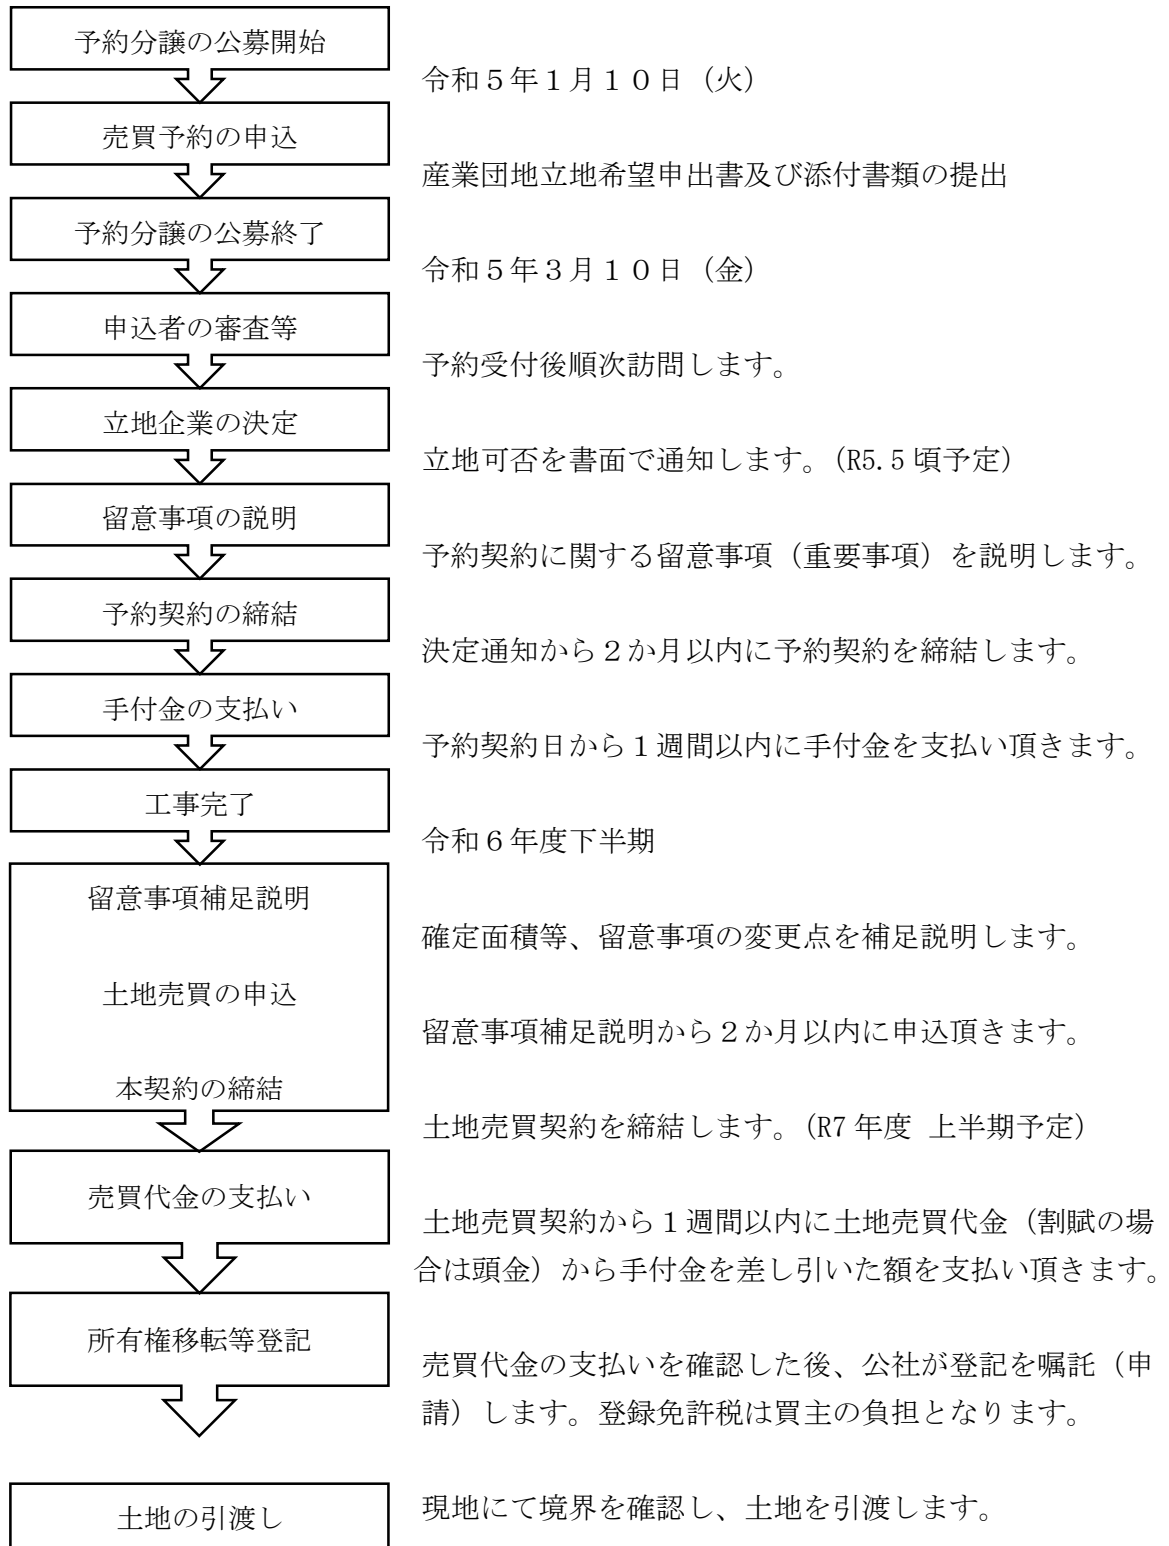 予約分譲の公募開始
令和５年１月１０日（火）
売買予約の申込
産業団地立地希望申出書及び添付書類の提出
予約分譲の公募終了
令和５年３月１０日（金）
申込者の審査等
予約受付後順次訪問します。
立地企業の決定
立地可否を書面で通知します。（R5.5 頃予定）
留意事項の説明
予約契約に関する留意事項（重要事項）を説明します。
予約契約の締結
決定通知から２か月以内に予約契約を締結します。
手付金の支払い
予約契約日から１週間以内に手付金を支払い頂きます。
工事完了
令和６年度下半期
留意事項補足説明
確定面積等、留意事項の変更点を補足説明します。
土地売買の申込
留意事項補足説明から２か月以内に申込頂きます。
本契約の締結
土地売買契約を締結します。（R7 年度 上半期予定）
売買代金の支払い
土地売買契約から１週間以内に土地売買代金（割賦の場
合は頭金）から手付金を差し引いた額を支払い頂きます。
所有権移転等登記
売買代金の支払いを確認した後、公社が登記を嘱託（申
請）します。登録免許税は買主の負担となります。
土地の引渡し
現地にて境界を確認し、土地を引渡します。